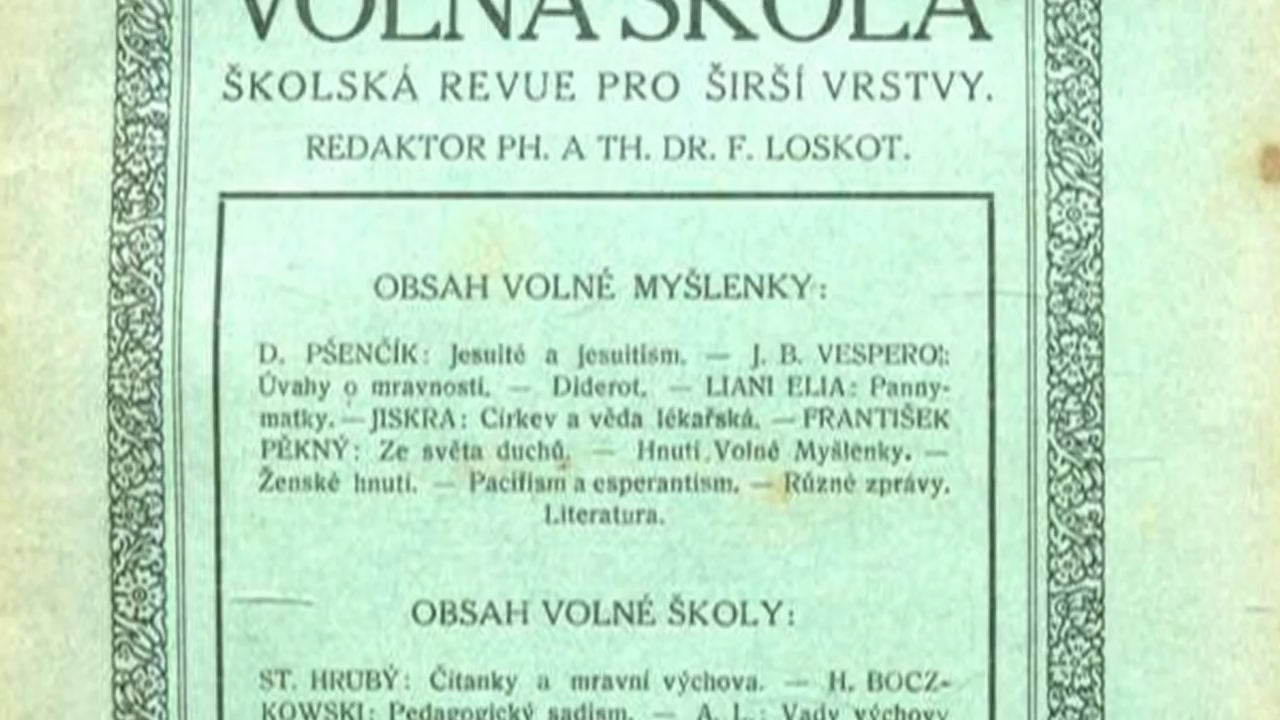 VOLNÁ ŠKOLA
ŠKOLSKÁ REVUE PRO ŠIRŠÍ VRSTVY.
REDAKTOR PH. A TH. DR. F. LOSKOT.
OBSAH VOLNÉ MYŠLENKY:
D. PŠENČÍK: Jesuité a jesuitism. — J. B. VESPERO:
Úvahy o mravnosti. — Diderot. — LIANI ELIA: Panny-
matky. — JISKRA: Církev a věda lékařská. — FRANTIŠEK
PĚKNÝ: Ze světa duchů. — Hnutí Volné Myšlenky. —
Ženské hnutí. — Pacifism a esperantism. — Různé zprávy.
Literatura.
OBSAH VOLNÉ ŠKOLY:
ST. HRUBÝ: Čítanky a mravní výchova. — H. BOCZ-
KOWSKI: Pedagogický sadism. — A. L.: Vady výchovy